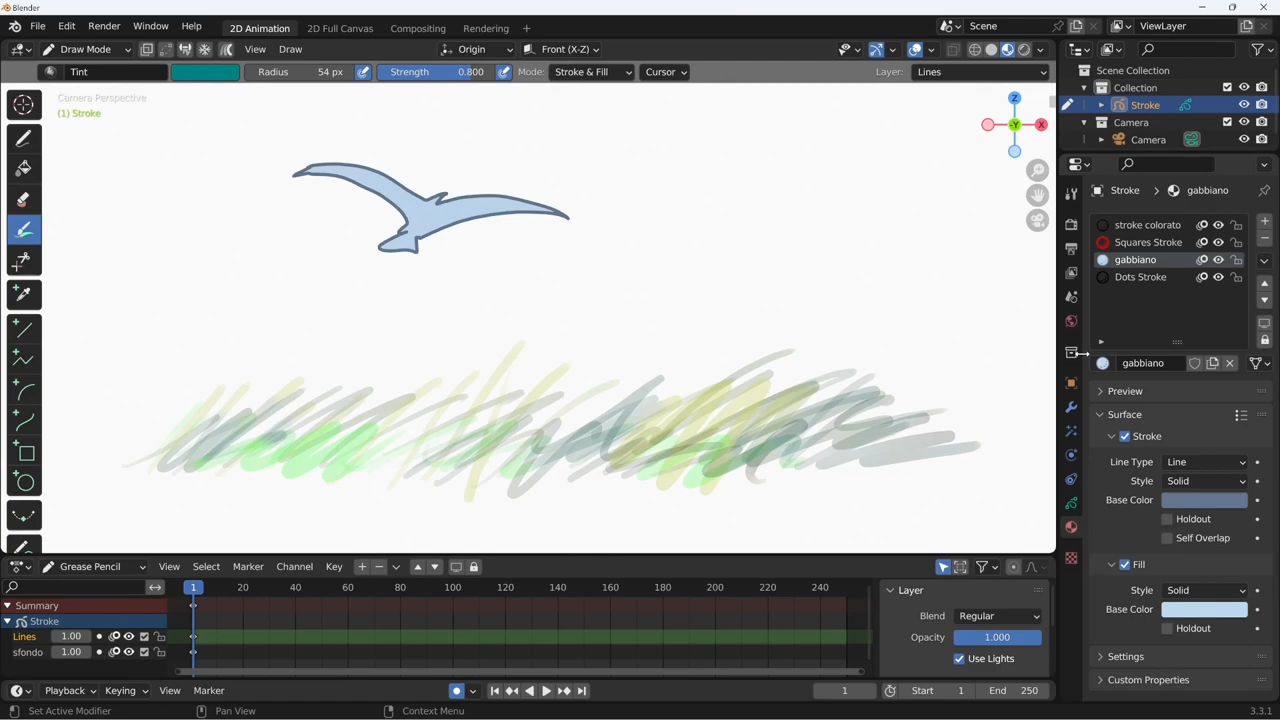 Blender
File Edit Render Window Help 2D Animation 2D Full Canvas Compositing Rendering + Scene ViewLayer
Draw Mode View Draw Origin Front (X-Z)
Tint Radius 54 px Strength 0.800 Mode: Stroke & Fill Cursor Layer: Lines
Camera Perspective
(1) Stroke
Z
-Y X
Scene Collection
Collection
Stroke
Camera
Camera
Stroke > gabbiano
stroke colorato
Squares Stroke
gabbiano
Dots Stroke
gabbiano
Preview
Surface
Stroke
Line Type Line
Style Solid
Base Color
Holdout
Self Overlap
Fill
Style Solid
Base Color
Holdout
Settings
Custom Properties
Grease Pencil View Select Marker Channel Key
1 20 40 60 80 100 120 140 160 180 200 220 240
Summary
Stroke
Lines 1.00
sfondo 1.00
Layer
Blend Regular
Opacity 1.000
Use Lights
Playback Keying View Marker 1 Start 1 End 250
Set Active Modifier Pan View Context Menu 3.3.1